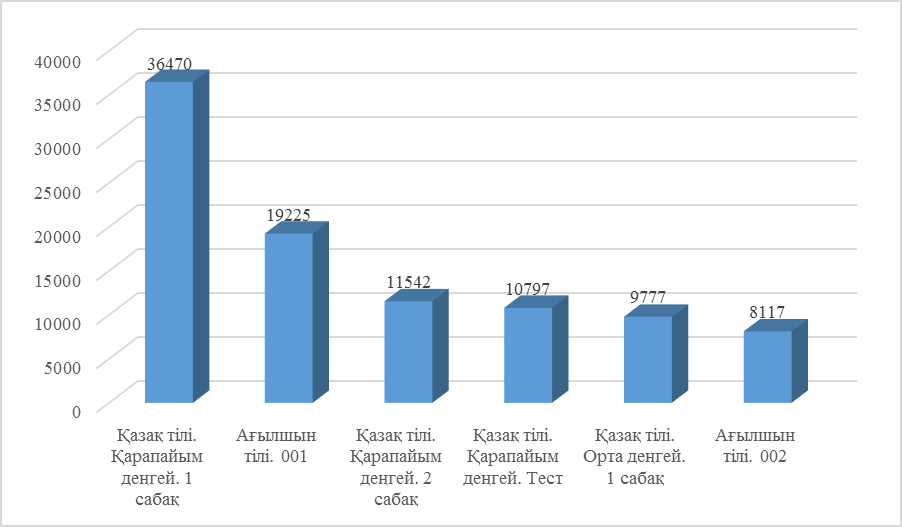 40000
35000
30000
25000
20000
15000
10000
5000
0
36470
19225
11542
10797
9777
8117
Қазақ тілі.
Қарапайым
деңгей. 1
сабақ
Ағылшын
тілі. 001
Қазақ тілі.
Қарапайым
деңгей. 2
сабақ
Қазақ тілі.
Қарапайым
деңгей. Тест
Қазақ тілі.
Орта деңгей.
1 сабақ
Ағылшын
тілі. 002